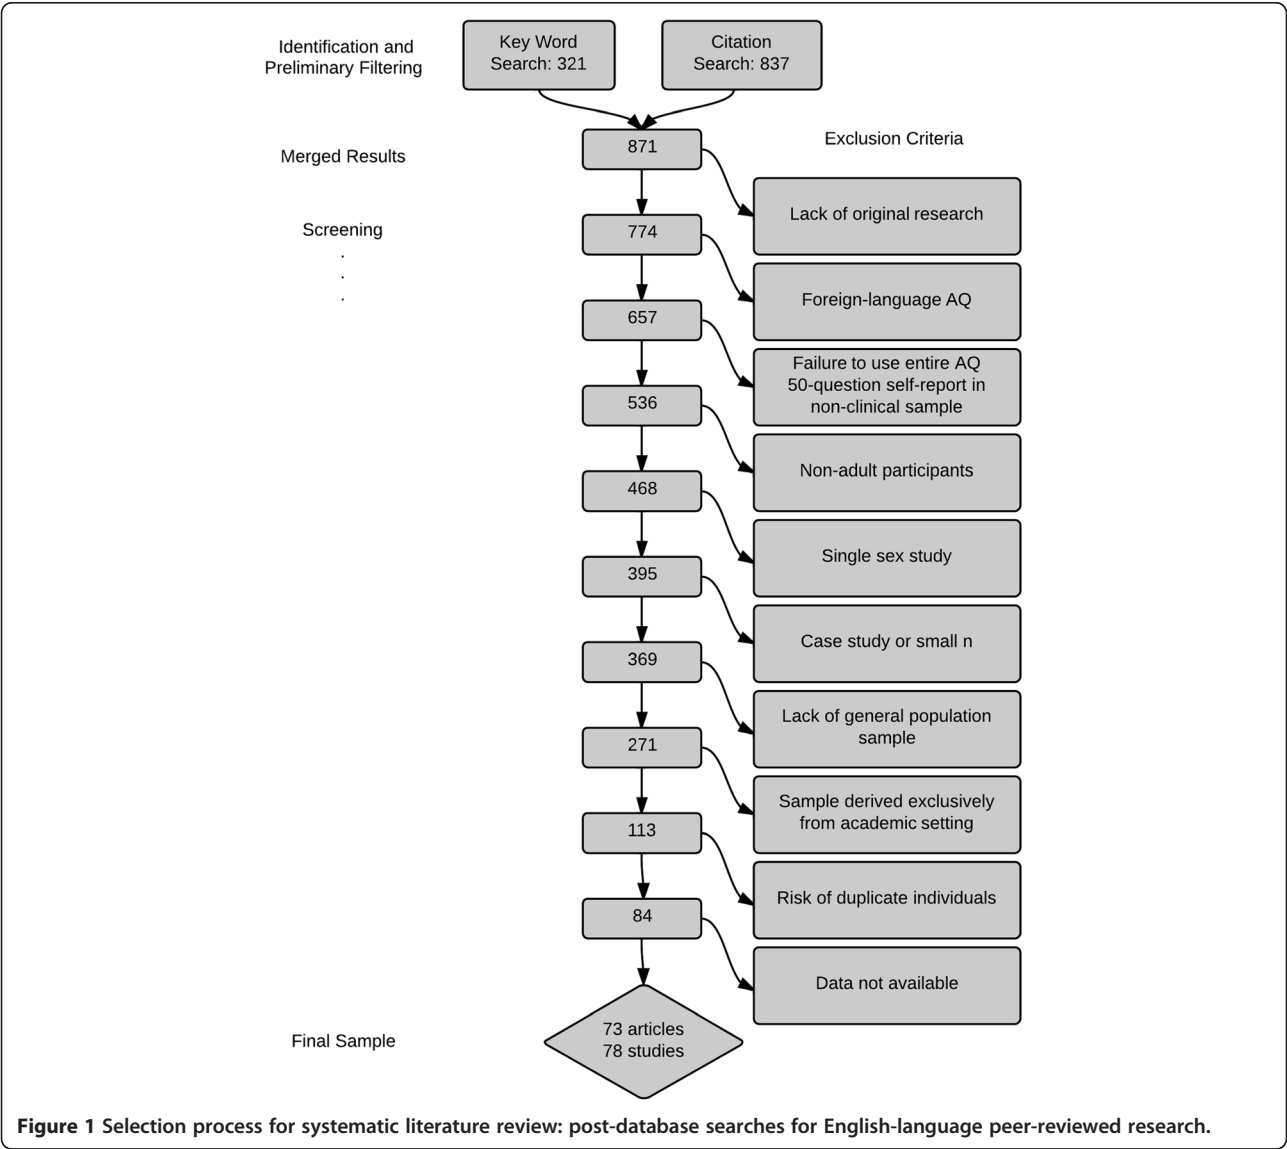 Identification and
Preliminary Filtering
Key Word
Search: 321
Citation
Search: 837
Merged Results
871
Exclusion Criteria
Lack of original research
Screening
.
.
.
774
Foreign-language AQ
657
Failure to use entire AQ
50-question self-report in
non-clinical sample
536
Non-adult participants
468
Single sex study
395
Case study or small n
369
Lack of general population
sample
271
Sample derived exclusively
from academic setting
113
Risk of duplicate individuals
84
Data not available
Final Sample
73 articles
78 studies
Figure 1 Selection process for systematic literature review: post-database searches for English-language peer-reviewed research.